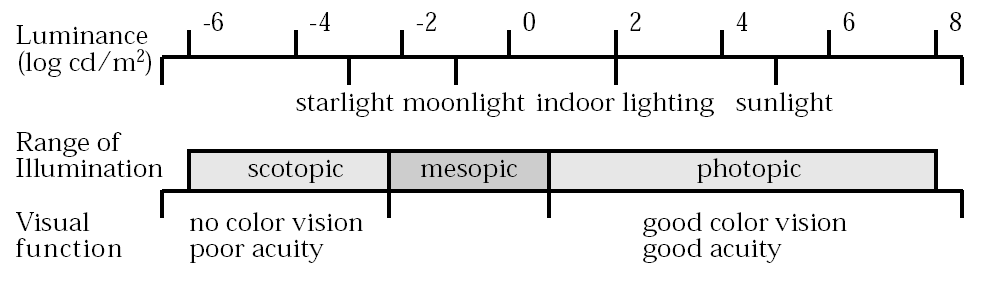 -6 -4 -2 0 2 4 6 8
Luminance
(log cd/m²)
starlight moonlight indoor lighting sunlight
Range of
Illumination
scotopic mesopic photopic
Visual
function
no color vision
poor acuity
good color vision
good acuity